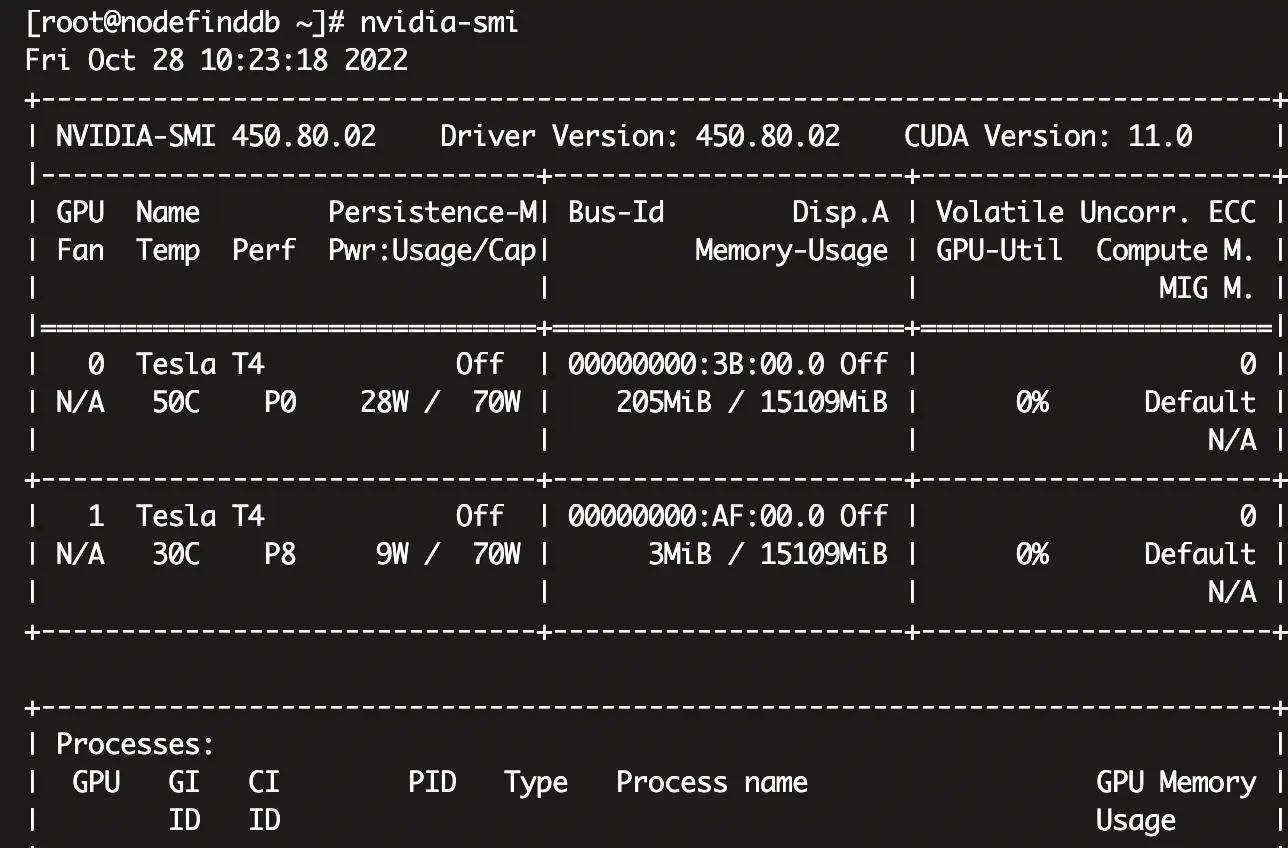 [root@nodefinddb ~]# nvidia-smi
Fri Oct 28 10:23:18 2022
+-----------------------------------------------------------------------------+
| NVIDIA-SMI 450.80.02    Driver Version: 450.80.02    CUDA Version: 11.0     |
|-------------------------------+----------------------+----------------------+
| GPU  Name        Persistence-M| Bus-Id        Disp.A | Volatile Uncorr. ECC |
| Fan  Temp  Perf  Pwr:Usage/Cap|         Memory-Usage | GPU-Util  Compute M. |
|                               |                      |               MIG M. |
|===============================+======================+======================|
|   0  Tesla T4            Off  | 00000000:3B:00.0 Off |                    0 |
| N/A   50C    P0    28W /  70W |    205MiB / 15109MiB |      0%      Default |
|                               |                      |                  N/A |
+-------------------------------+----------------------+----------------------+
|   1  Tesla T4            Off  | 00000000:AF:00.0 Off |                    0 |
| N/A   30C    P8     9W /  70W |      3MiB / 15109MiB |      0%      Default |
|                               |                      |                  N/A |
+-------------------------------+----------------------+----------------------+

+-----------------------------------------------------------------------------+
| Processes:                                                                  |
|  GPU   GI   CI        PID   Type   Process name                  GPU Memory |
|        ID   ID                                                   Usage      |